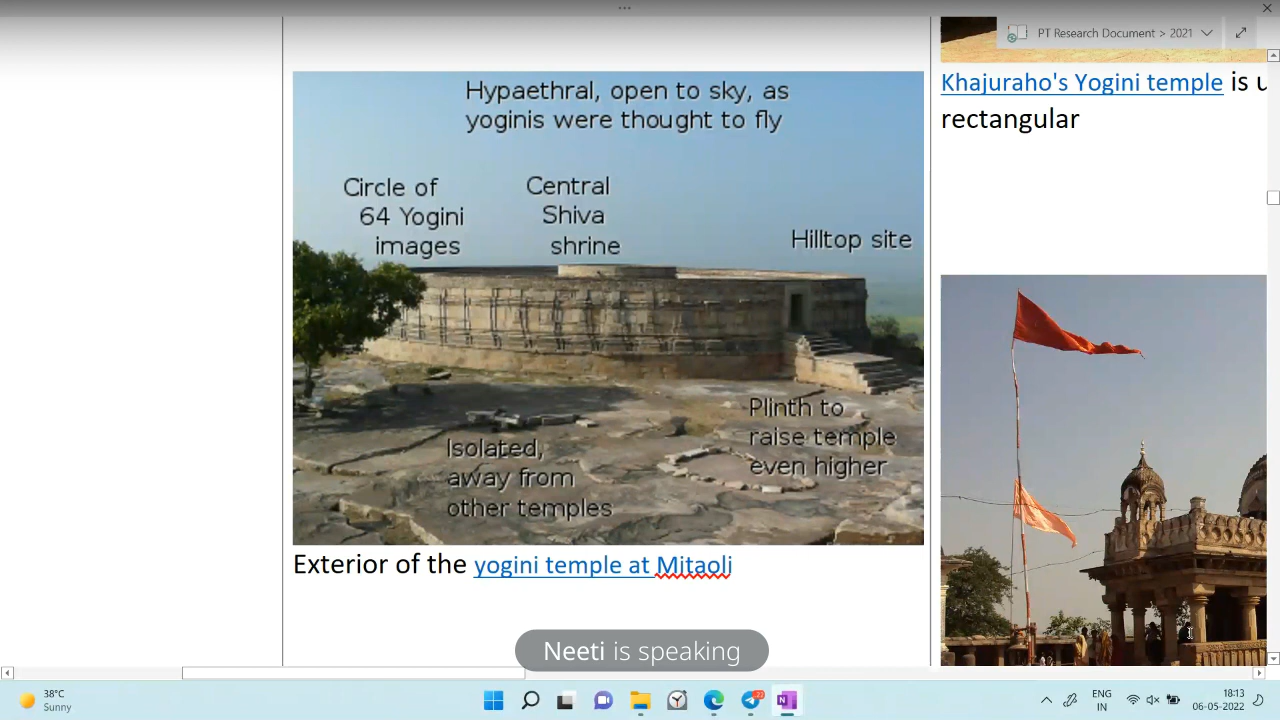 PT Research Document > 2021
Hypaethral, open to sky, as
yoginis were thought to fly
Circle of
64 Yogini
images
Central
Shiva
shrine
Hilltop site
Plinth to
raise temple
even higher
Isolated,
away from
other temples
Exterior of the yogini temple at Mitaoli
Khajuraho's Yogini temple is u
rectangular
Neeti is speaking
38°C
Sunny
23
ENG
IN
18:13
06-05-2022